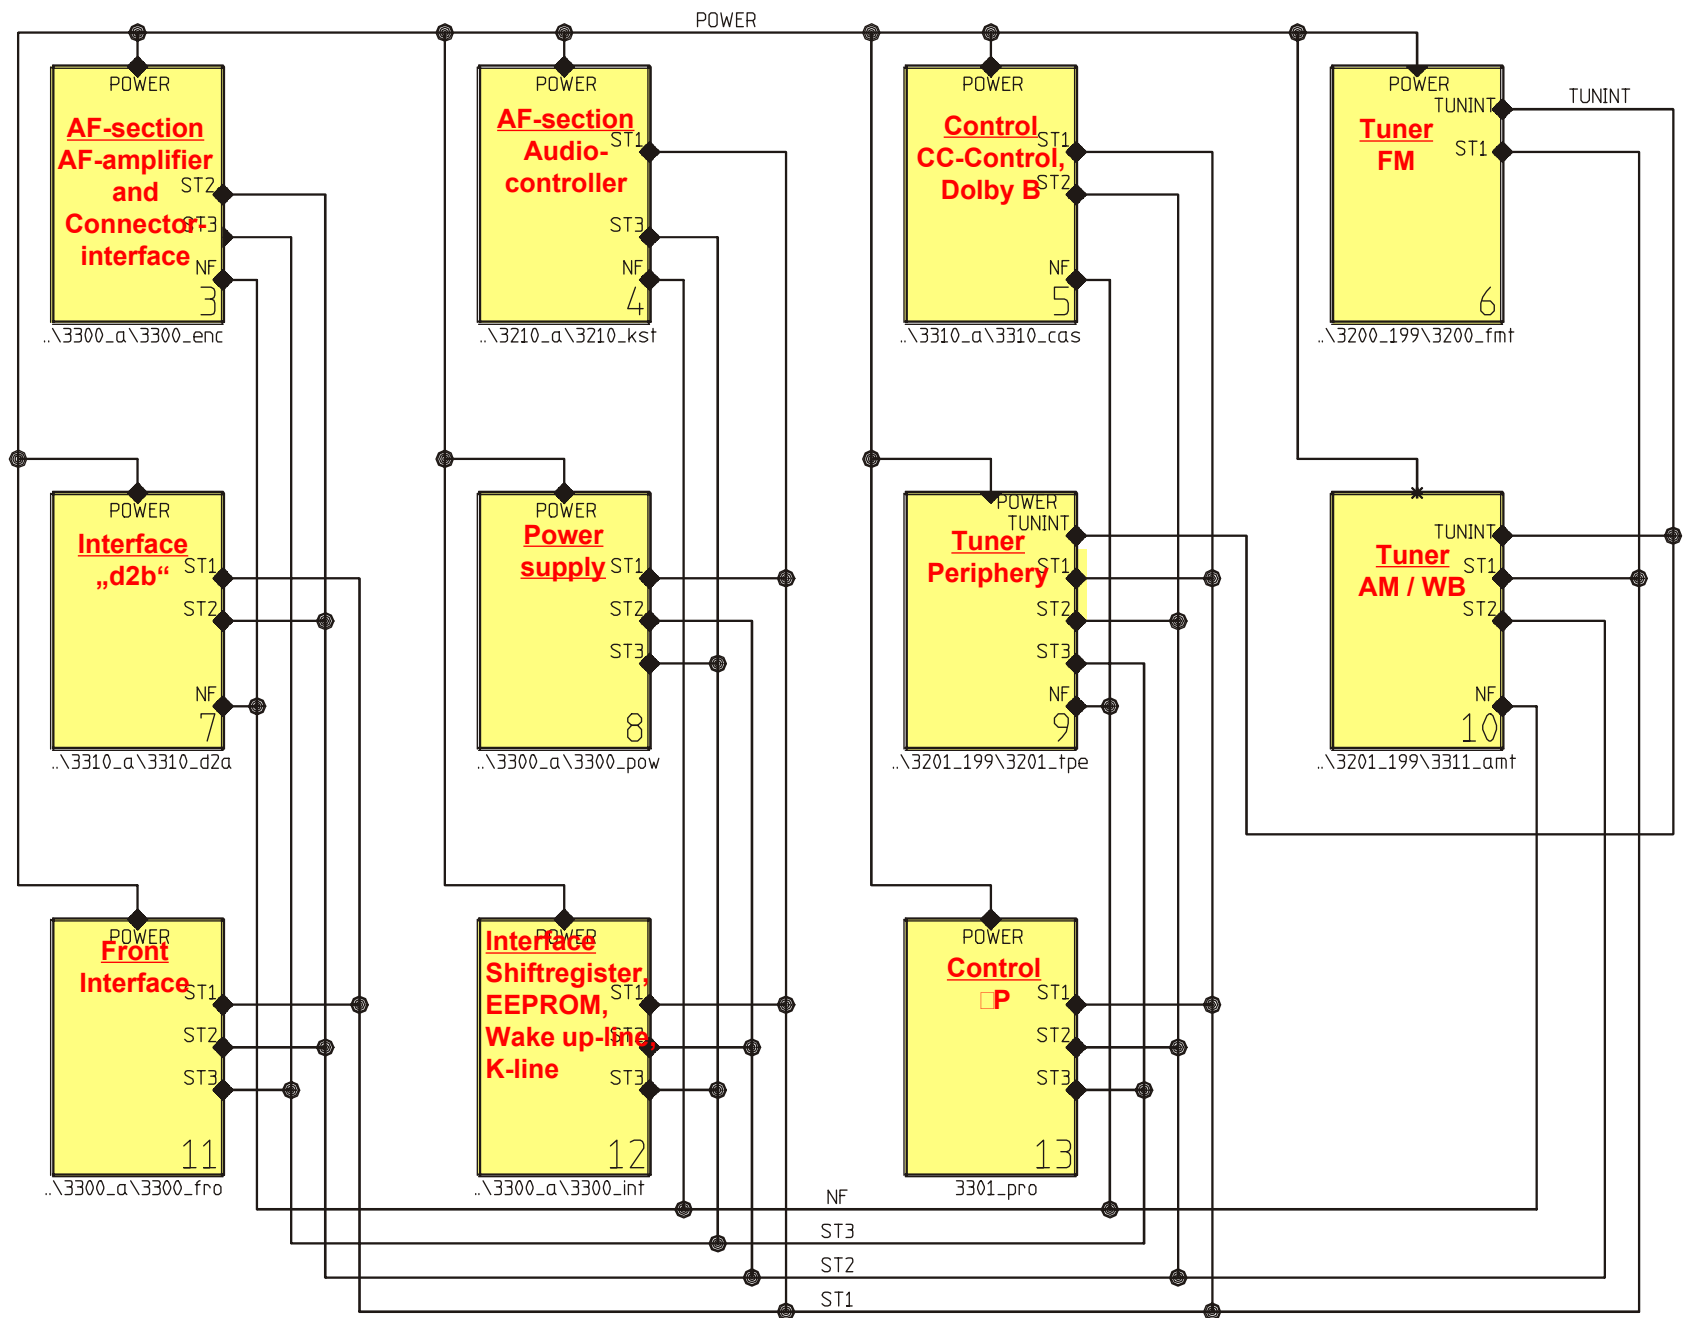 POWER
POWER
AF-section
AF-amplifier
and
Connector-
interface
ST2
ST3
NF
3
..\3300_a\3300_enc
AF-section
Audio-
controller
ST1
ST3
NF
4
..\3210_a\3210_kst
POWER
POWER
Control
CC-Control,
Dolby B
ST1
ST2
NF
5
..\3310_a\3310_cas
POWER
TUNINT
TUNINT
Tuner
FM
ST1
6
..\3200_199\3200_fmt
POWER
Interface
„d2b“
ST1
ST2
NF
7
..\3310_a\3310_d2a
POWER
Power
supply
ST1
ST2
ST3
8
..\3300_a\3300_pow
POWER
TUNINT
Tuner
Periphery
ST1
ST2
ST3
NF
9
..\3201_199\3201_tpe
TUNINT
Tuner
AM / WB
ST1
ST2
NF
10
..\3201_199\3311_amt
POWER
Front
Interface
ST1
ST2
ST3
11
..\3300_a\3300_fro
POWER
Interface
Shiftregister,
EEPROM,
Wake up-line,
K-line
ST1
ST2
ST3
12
..\3300_a\3300_int
POWER
Control
□P
ST1
ST2
ST3
13
3301_pro
NF
ST3
ST2
ST1